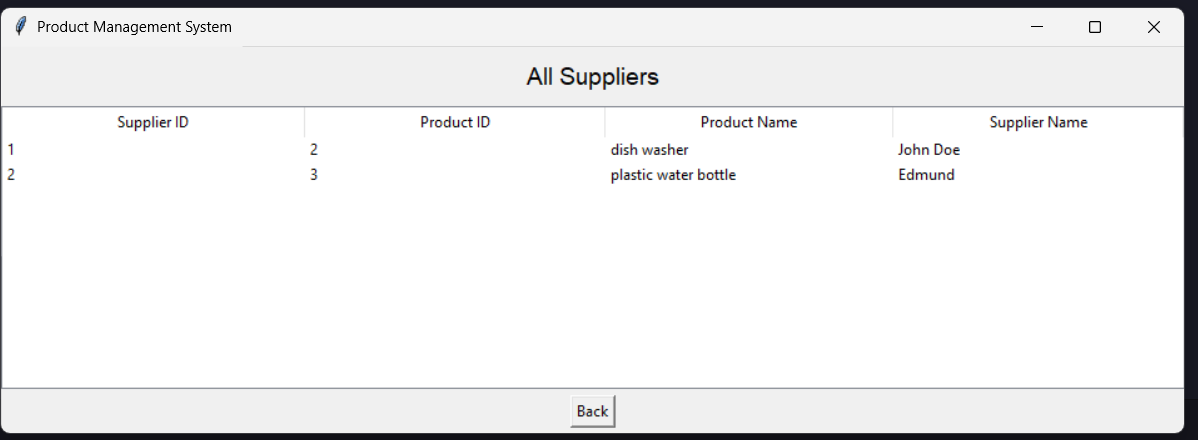 Product Management System
All Suppliers
Supplier ID Product ID Product Name Supplier Name
1 2 dish washer John Doe
2 3 plastic water bottle Edmund
Back